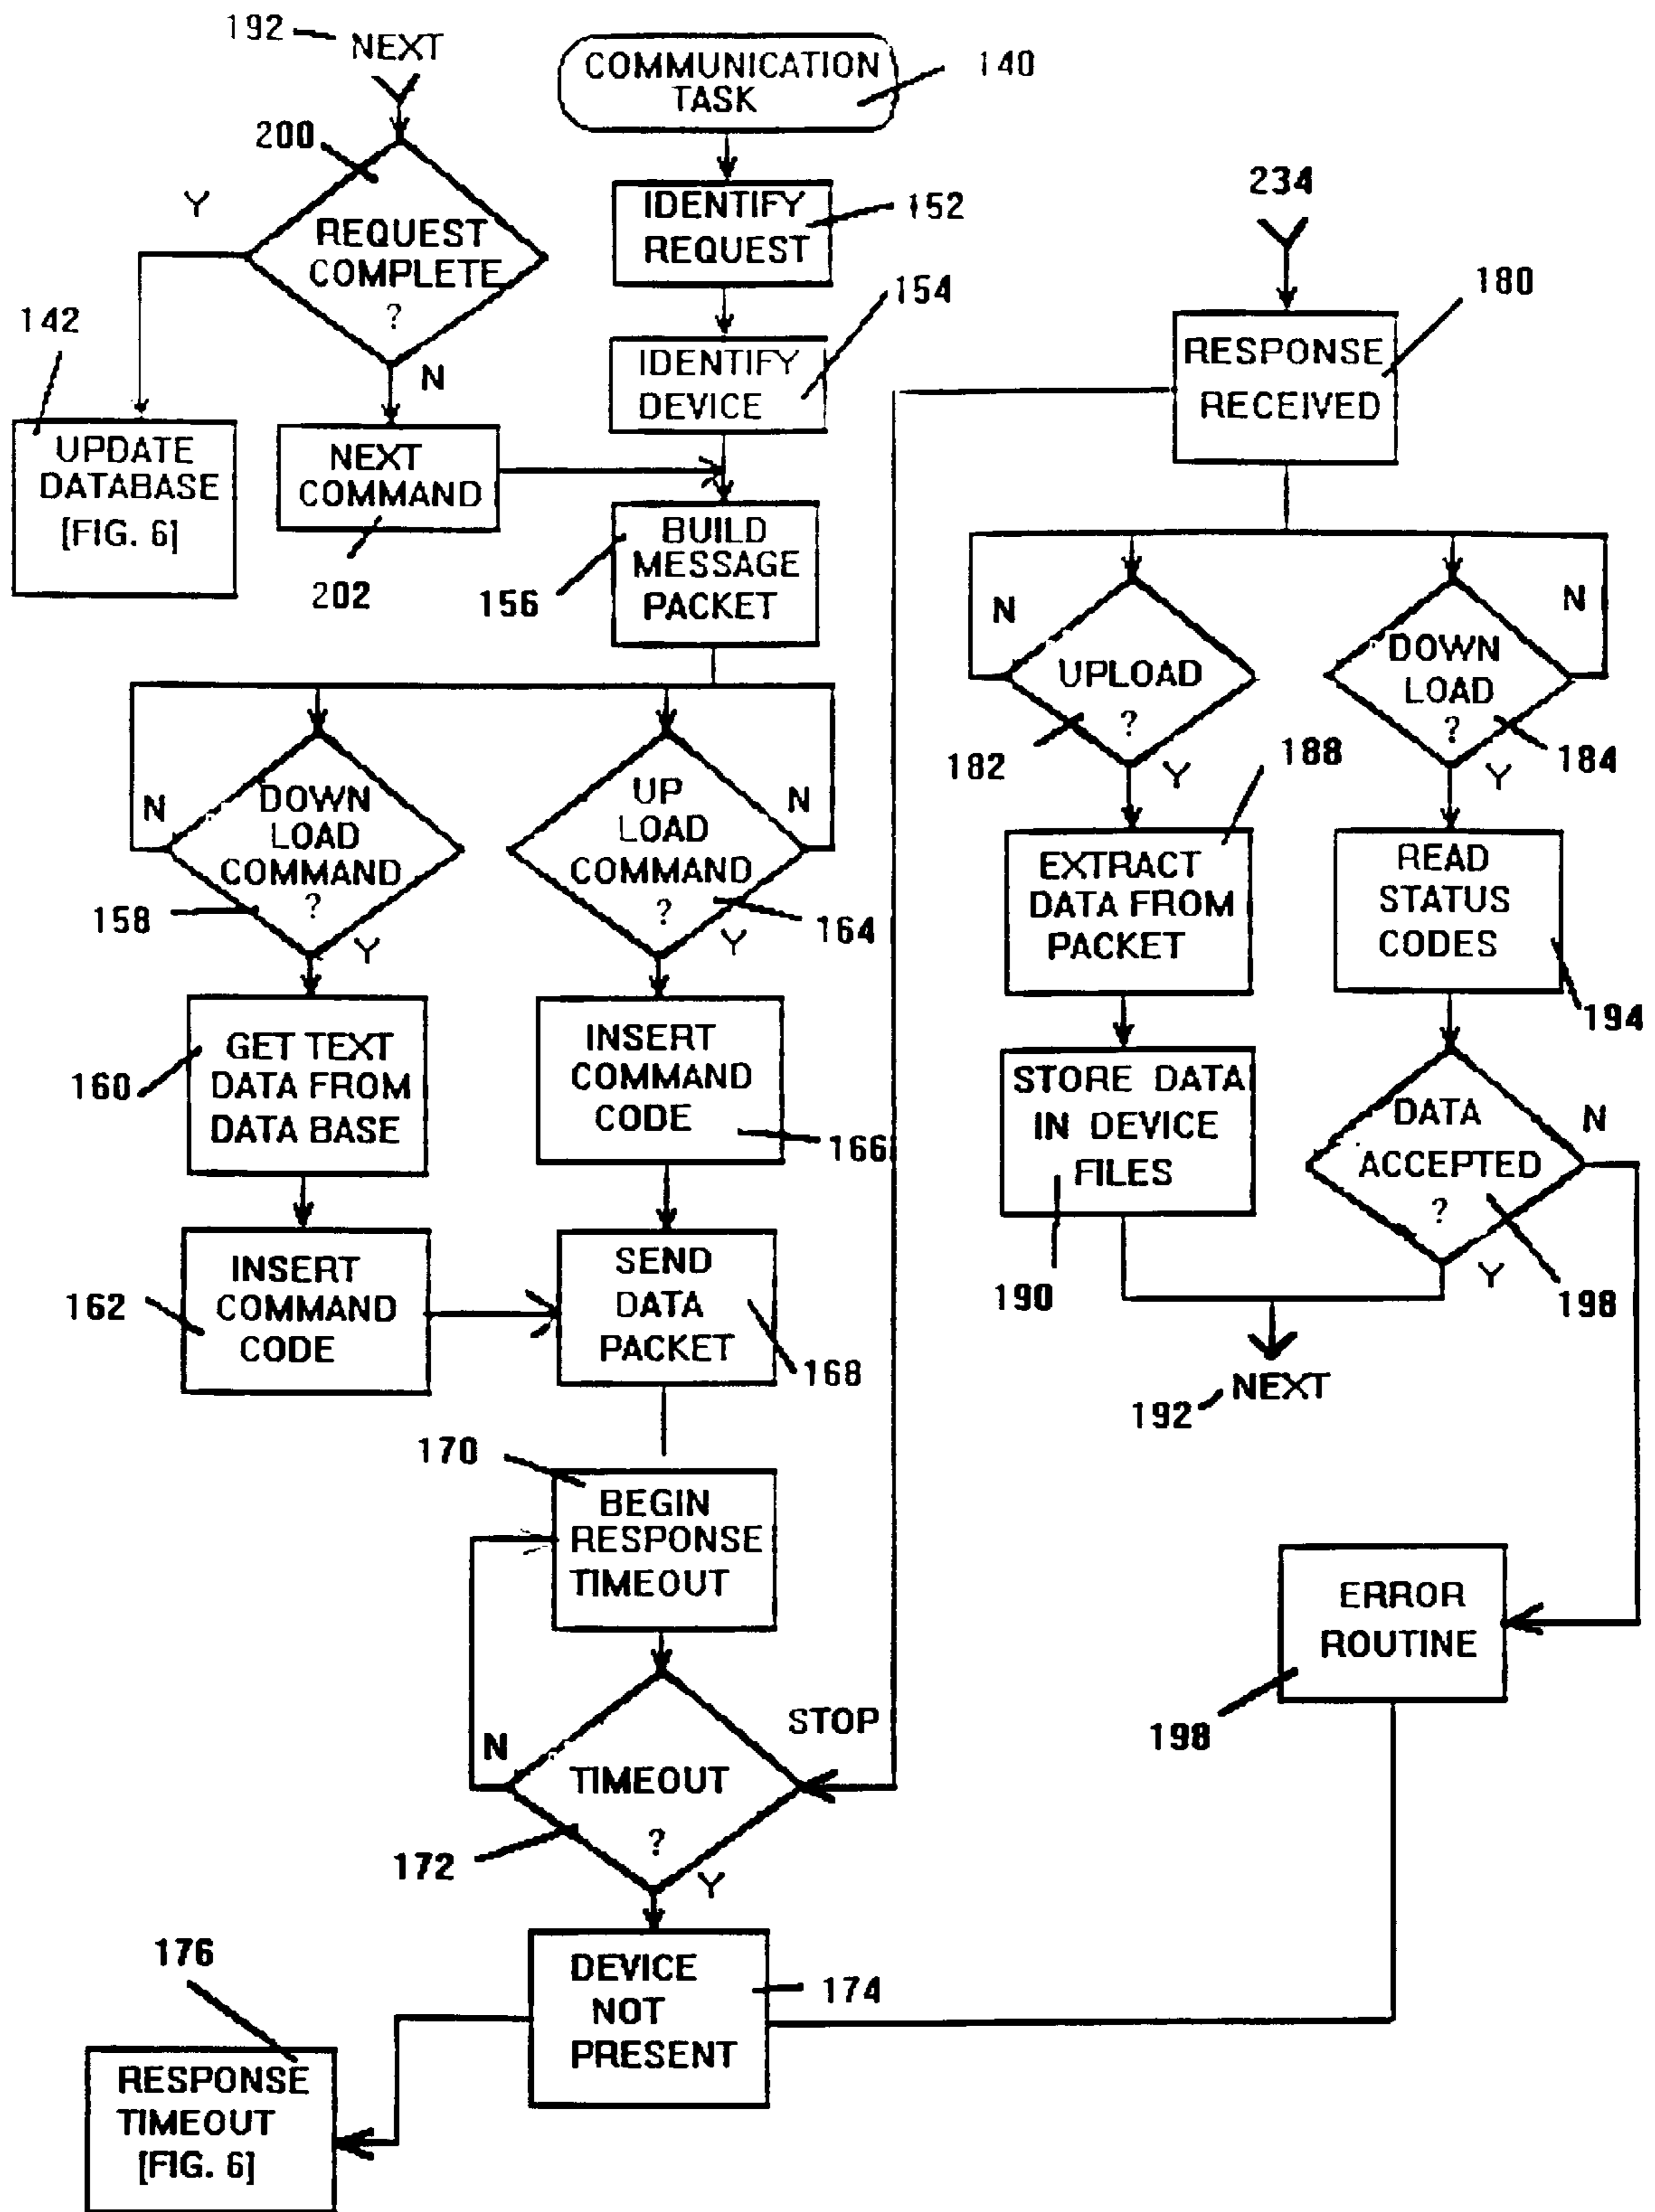 192 NEXT
200
Y
REQUEST
COMPLETE
?
N
142
UPDATE
DATABASE
[FIG. 6]
NEXT
COMMAND
202
COMMUNICATION
TASK
140
IDENTIFY
REQUEST
152
IDENTIFY
DEVICE
154
BUILD
MESSAGE
PACKET
156
N
DOWN
LOAD
COMMAND
?
158
Y
UP
LOAD
COMMAND
?
N
164
Y
GET TEXT
DATA FROM
DATA BASE
160
INSERT
COMMAND
CODE
166
INSERT
COMMAND
CODE
162
SEND
DATA
PACKET
168
170
BEGIN
RESPONSE
TIMEOUT
N
STOP
TIMEOUT
?
172
Y
DEVICE
NOT
PRESENT
174
176
RESPONSE
TIMEOUT
[FIG. 6]
234
180
RESPONSE
RECEIVED
N
UPLOAD
?
182
Y
188
DOWN
LOAD
?
N
184
Y
EXTRACT
DATA FROM
PACKET
READ
STATUS
CODES
194
STORE DATA
IN DEVICE
FILES
190
DATA
ACCEPTED
?
N
Y
198
192 NEXT
ERROR
ROUTINE
198